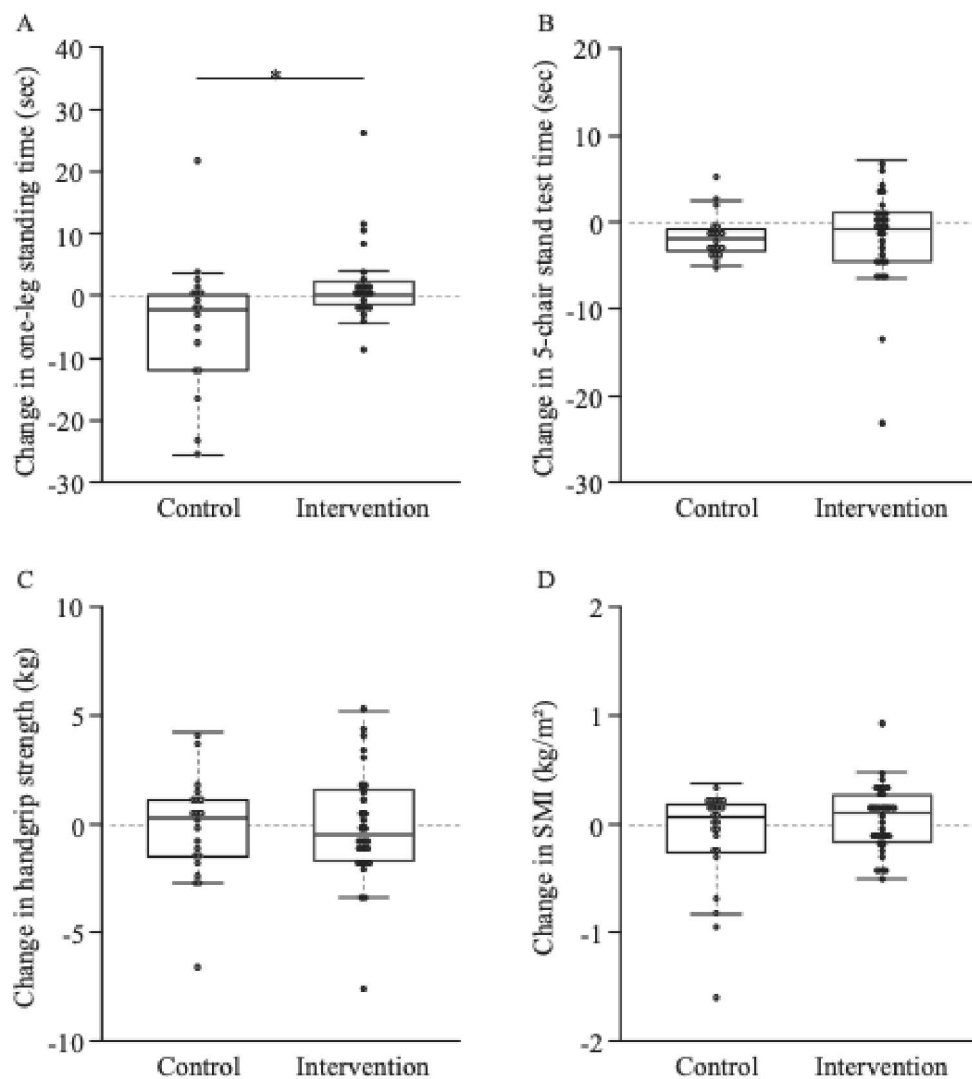 A
Change in one-leg standing time (sec)
40
30
20
10
0
-10
-20
-30
*
Control
Intervention
B
Change in 5-chair stand test time (sec)
20
10
0
-10
-20
-30
Control
Intervention
C
Change in handgrip strength (kg)
10
5
0
-5
-10
Control
Intervention
D
Change in SMI (kg/m²)
2
1
0
-1
-2
Control
Intervention